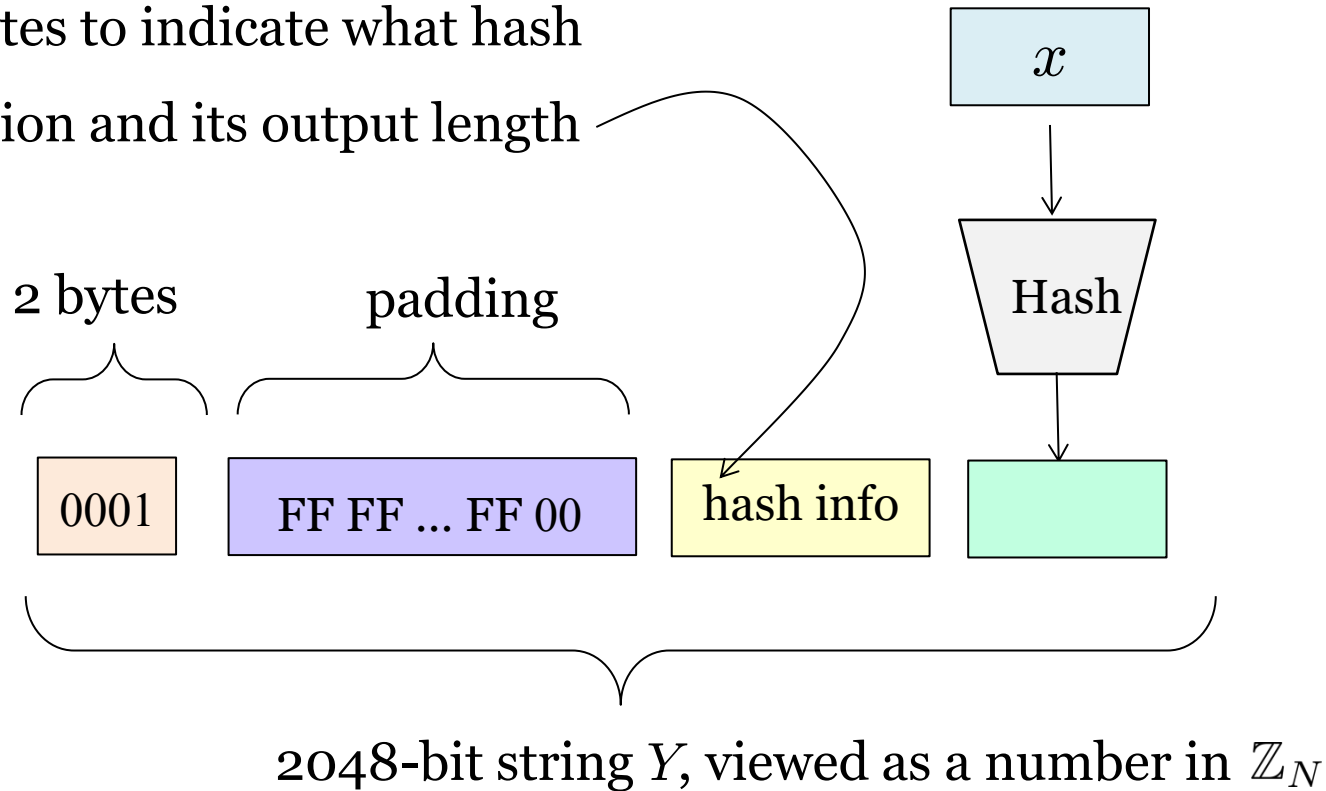 tes to indicate what hash
ion and its output length
x
Hash
2 bytes
padding
0001
FF FF ... FF 00
hash info
2048-bit string Y, viewed as a number in ℤ_N